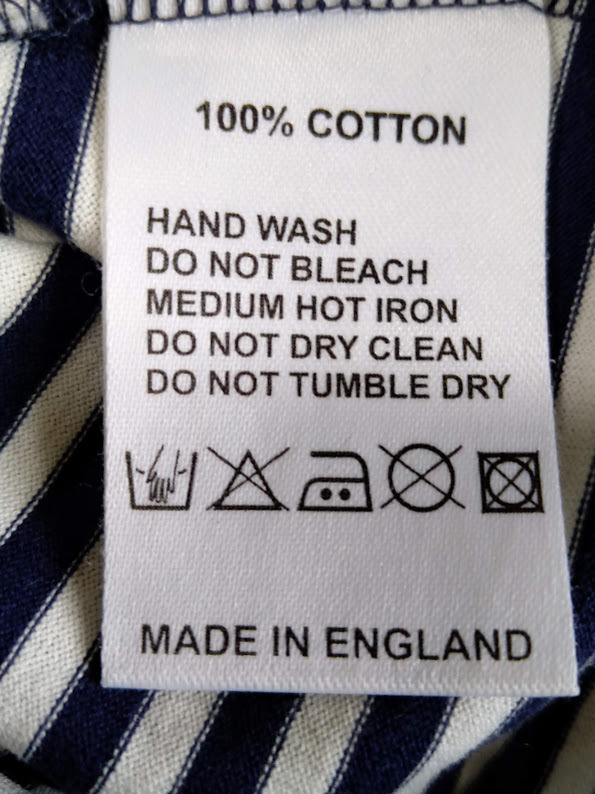 100% COTTON
HAND WASH
DO NOT BLEACH
MEDIUM HOT IRON
DO NOT DRY CLEAN
DO NOT TUMBLE DRY
MADE IN ENGLAND